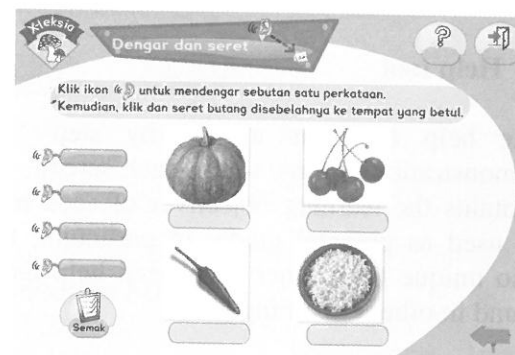 X-leksia
Dengar dan seret
Klik ikon untuk mendengar sebutan satu perkataan.
Kemudian, klik dan seret butang disebelahnya ke tempat yang betul.
Semak